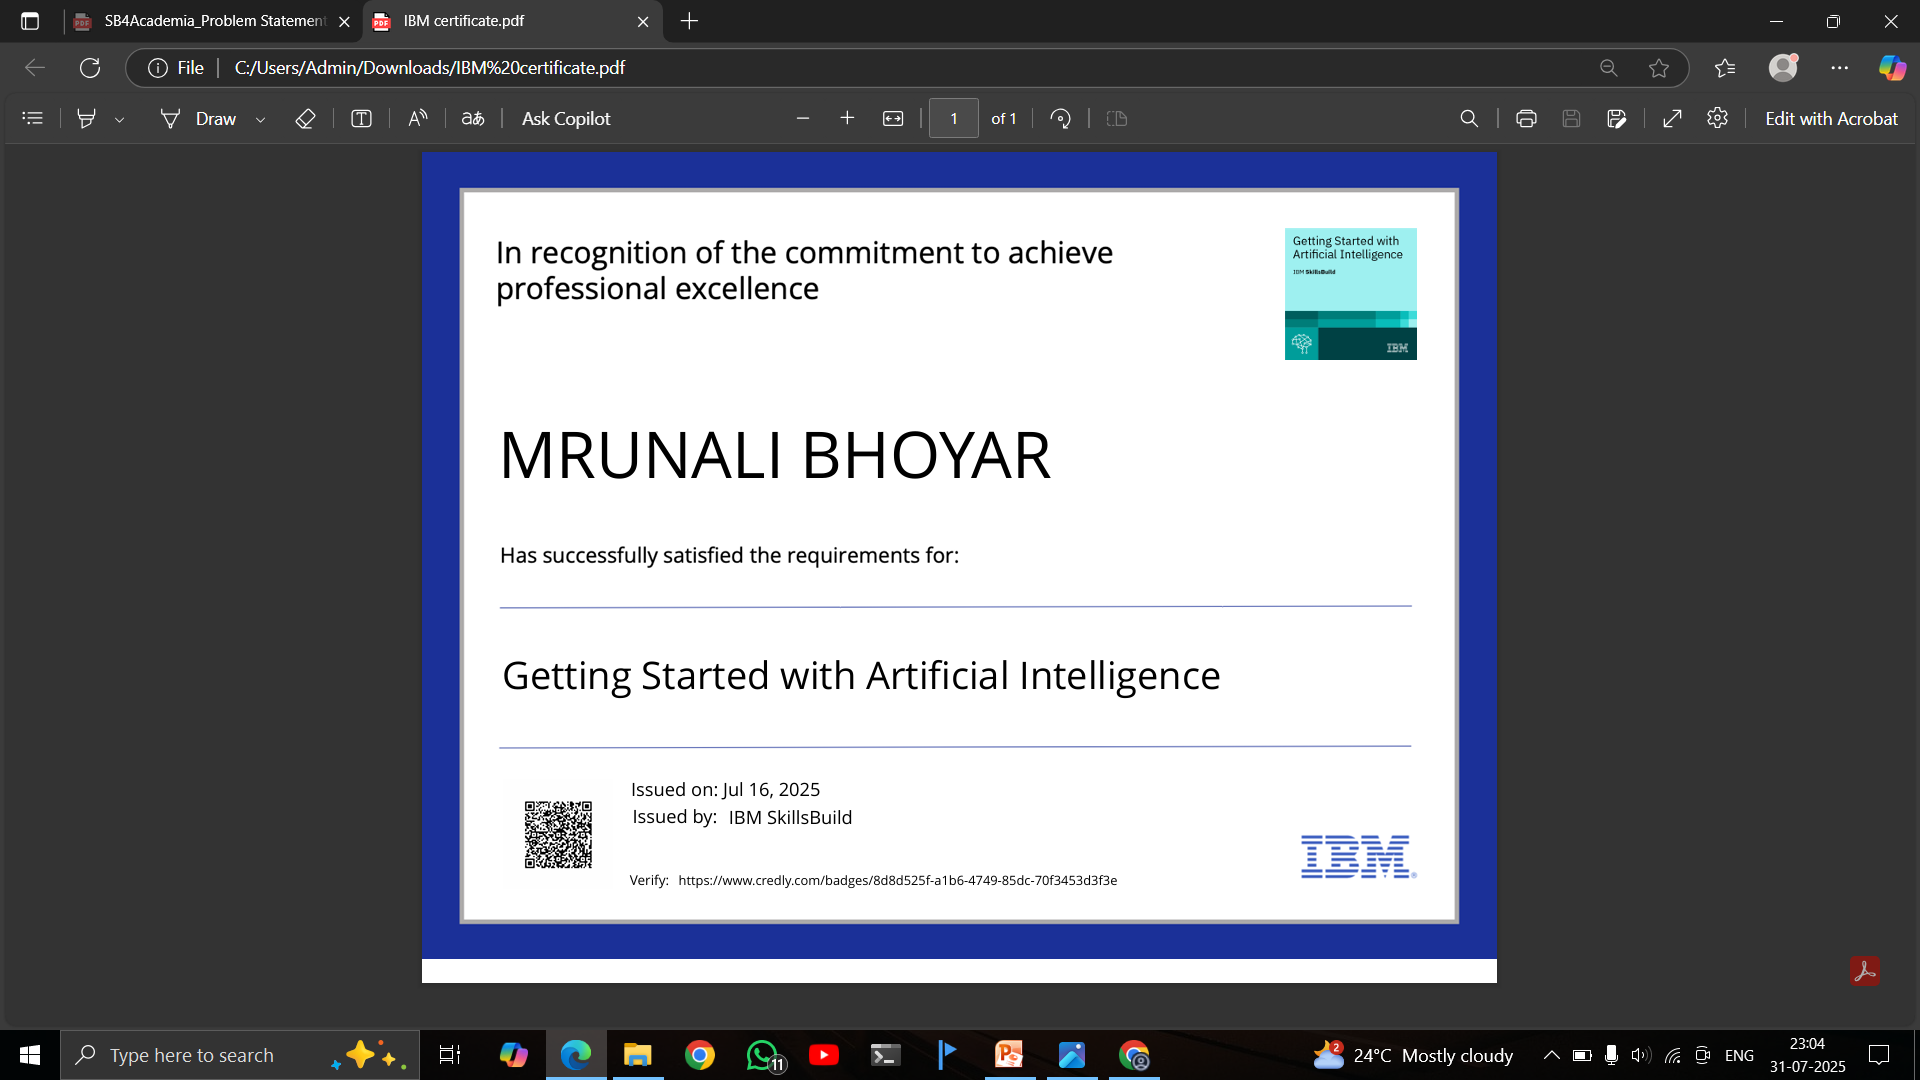 SB4Academia_Problem Statement
IBM certificate.pdf
File
C:/Users/Admin/Downloads/IBM%20certificate.pdf
Draw
Ask Copilot
1
of 1
Edit with Acrobat
In recognition of the commitment to achieve
professional excellence
Getting Started with
Artificial Intelligence
IBM SkillsBuild
IBM
MRUNALI BHOYAR
Has successfully satisfied the requirements for:
Getting Started with Artificial Intelligence
Issued on: Jul 16, 2025
Issued by: IBM SkillsBuild
Verify: https://www.credly.com/badges/8d8d525f-a1b6-4749-85dc-70f3453d3f3e
IBM
Type here to search
11
2
24°C Mostly cloudy
ENG
23:04
31-07-2025